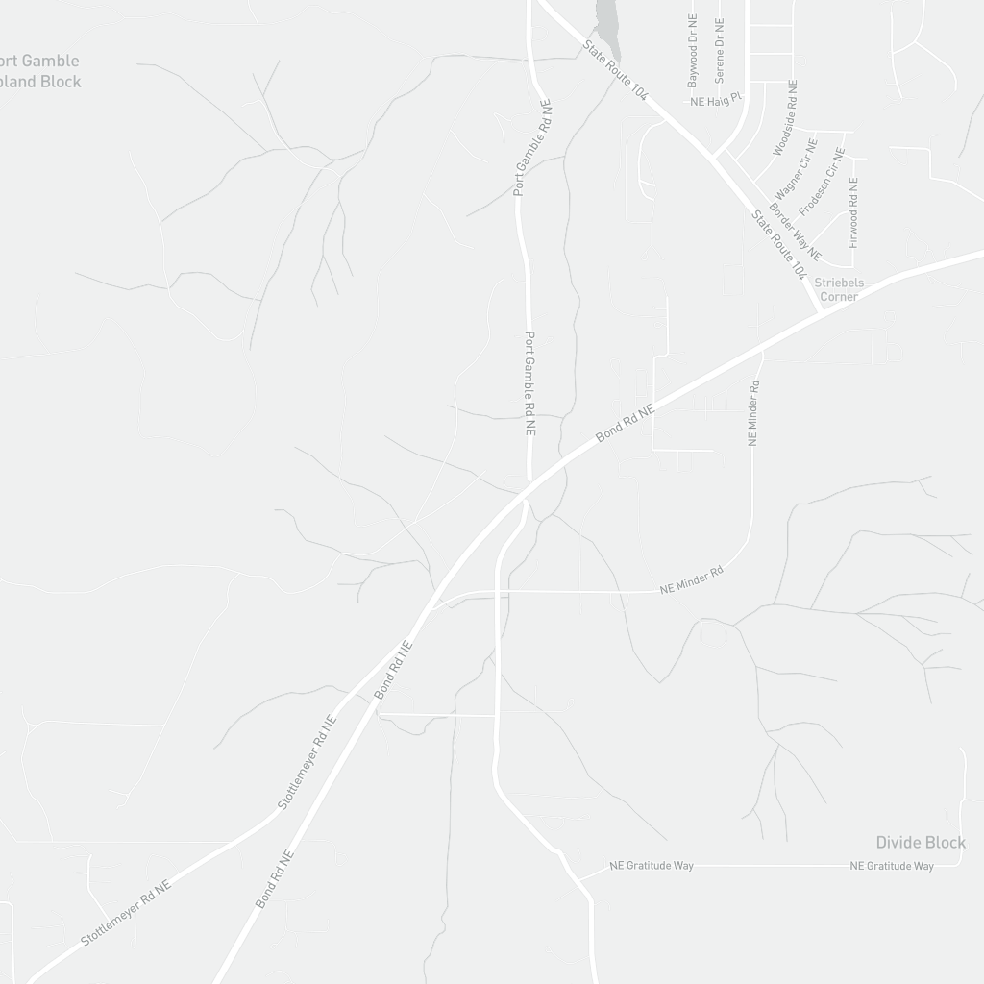 Baywood Dr NE
Serene Dr NE
State Route 104
ort Gamble
pland Block
NE Haig Pl
Woodside Rd NE
Port Gamble Rd NE
Wagner Cir NE
Frodesen Cir NE
Firwood Rd NE
Border Way NE
State Route 104
Striebels
Corner
Port Gamble Rd NE
Bond Rd NE
NE Minder Rd
NE Minder Rd
Bond Rd NE
Stottlemeyer Rd NE
Divide Block
NE Gratitude Way
NE Gratitude Way
Bond Rd NE
Stottlemeyer Rd NE